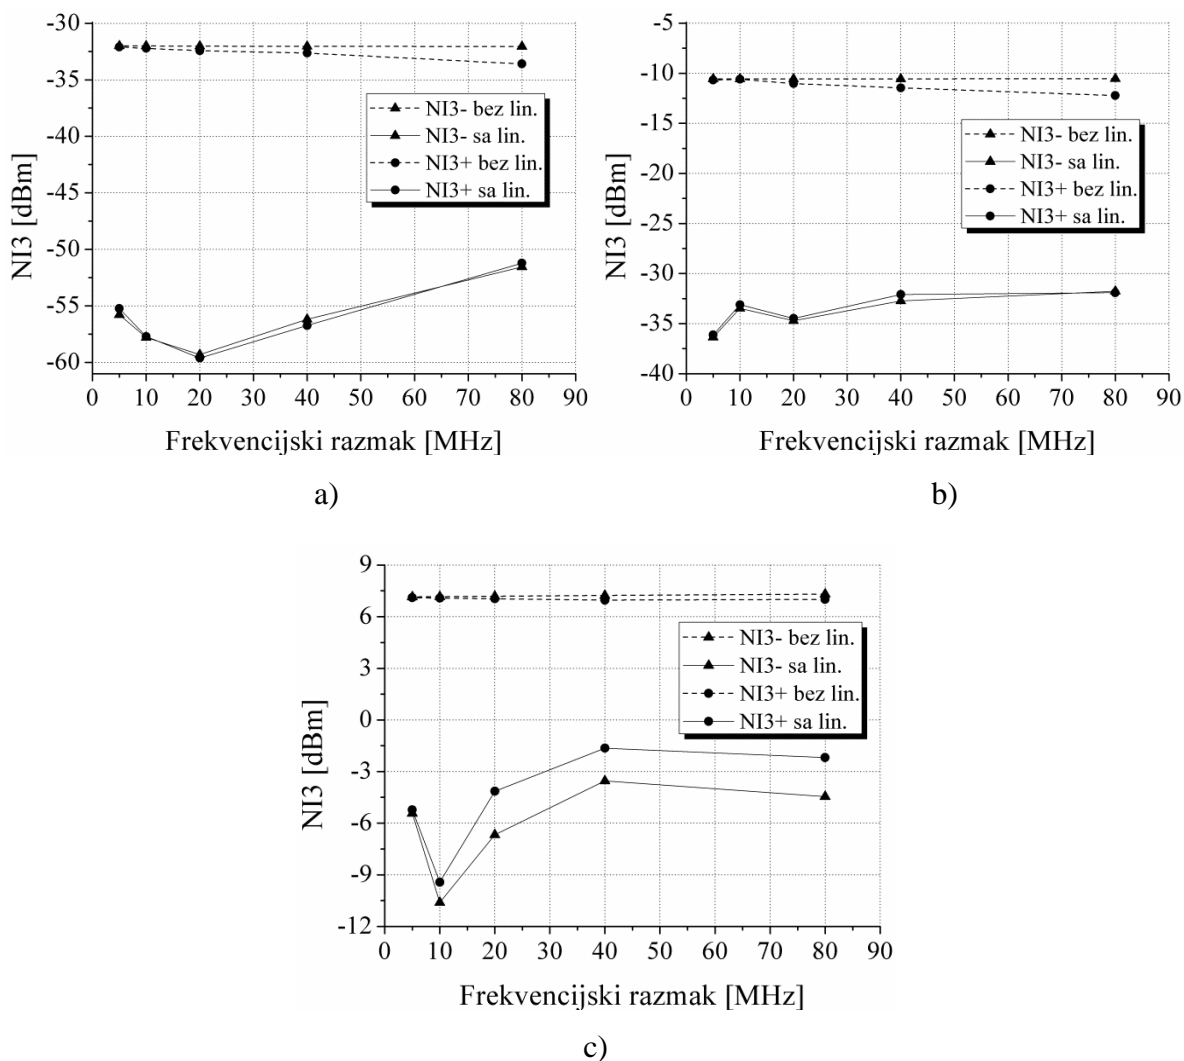 -30
-35
-40
-45
-50
-55
-60
NI3 [dBm]
NI3- bez lin.
NI3- sa lin.
NI3+ bez lin.
NI3+ sa lin.
0 10 20 30 40 50 60 70 80 90
Frekvencijski razmak [MHz]
a)
-5
-10
-15
-20
-25
-30
-35
-40
NI3 [dBm]
NI3- bez lin.
NI3- sa lin.
NI3+ bez lin.
NI3+ sa lin.
0 10 20 30 40 50 60 70 80 90
Frekvencijski razmak [MHz]
b)
9
6
3
0
-3
-6
-9
-12
NI3 [dBm]
NI3- bez lin.
NI3- sa lin.
NI3+ bez lin.
NI3+ sa lin.
0 10 20 30 40 50 60 70 80 90
Frekvencijski razmak [MHz]
c)